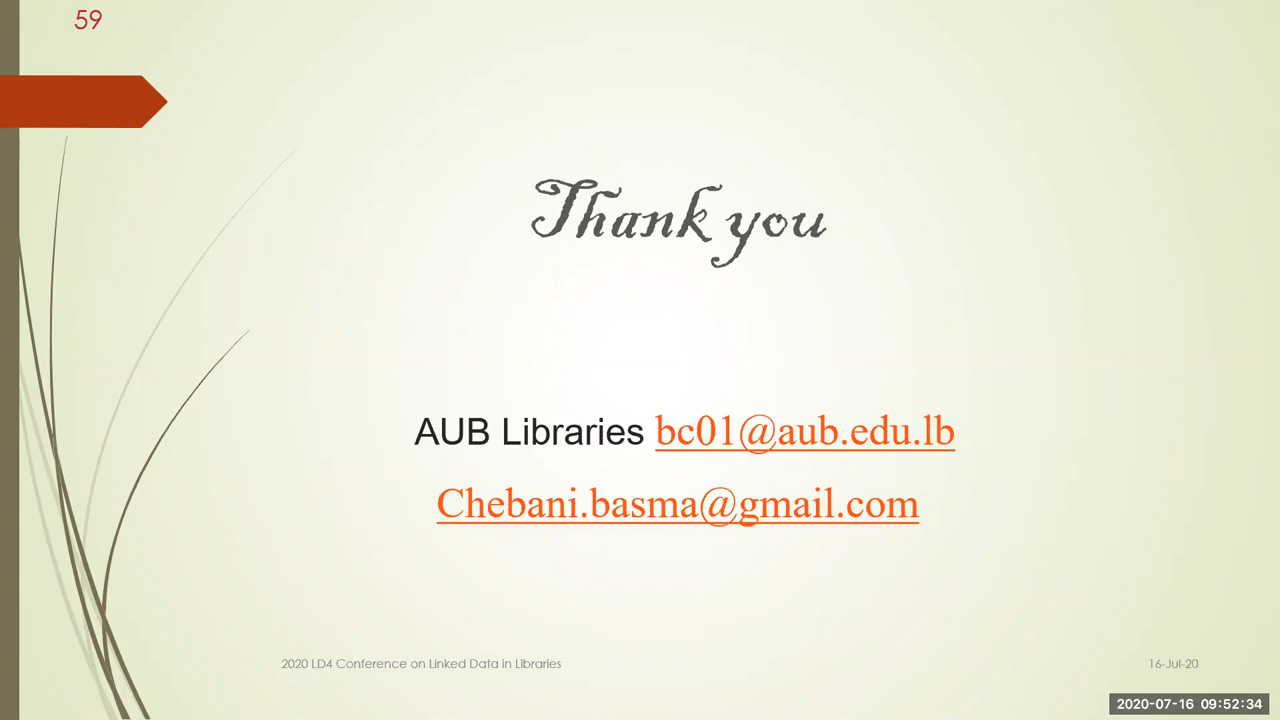 59
Thank you
AUB Libraries bc01@aub.edu.lb
Chebani.basma@gmail.com
2020 LD4 Conference on Linked Data in Libraries
16-Jul-20
2020-07-16 09:52:34